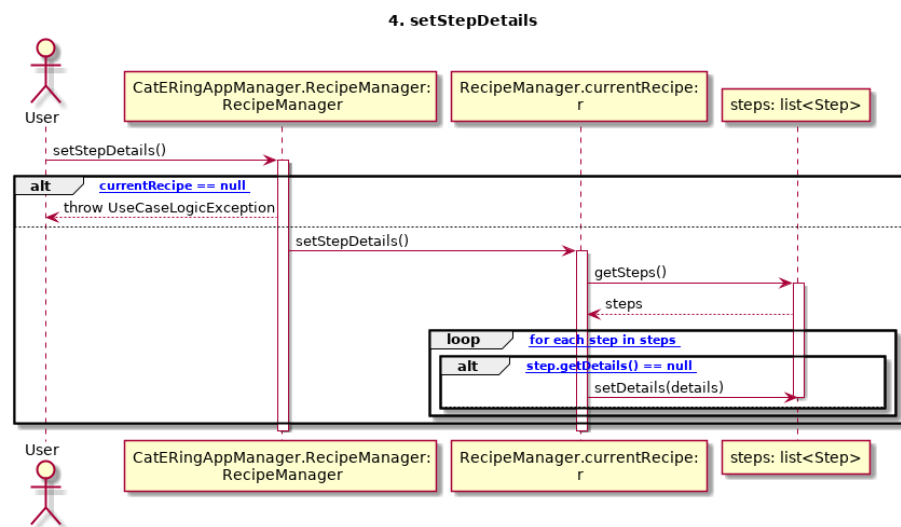 4. setStepDetails
User
CatERingAppManager.RecipeManager:
RecipeManager
RecipeManager.currentRecipe:
r
steps: list<Step>
setStepDetails()
alt
currentRecipe == null
throw UseCaseLogicException
setStepDetails()
getSteps()
steps
loop
for each step in steps
alt
step.getDetails() == null
setDetails(details)
User
CatERingAppManager.RecipeManager:
RecipeManager
RecipeManager.currentRecipe:
r
steps: list<Step>